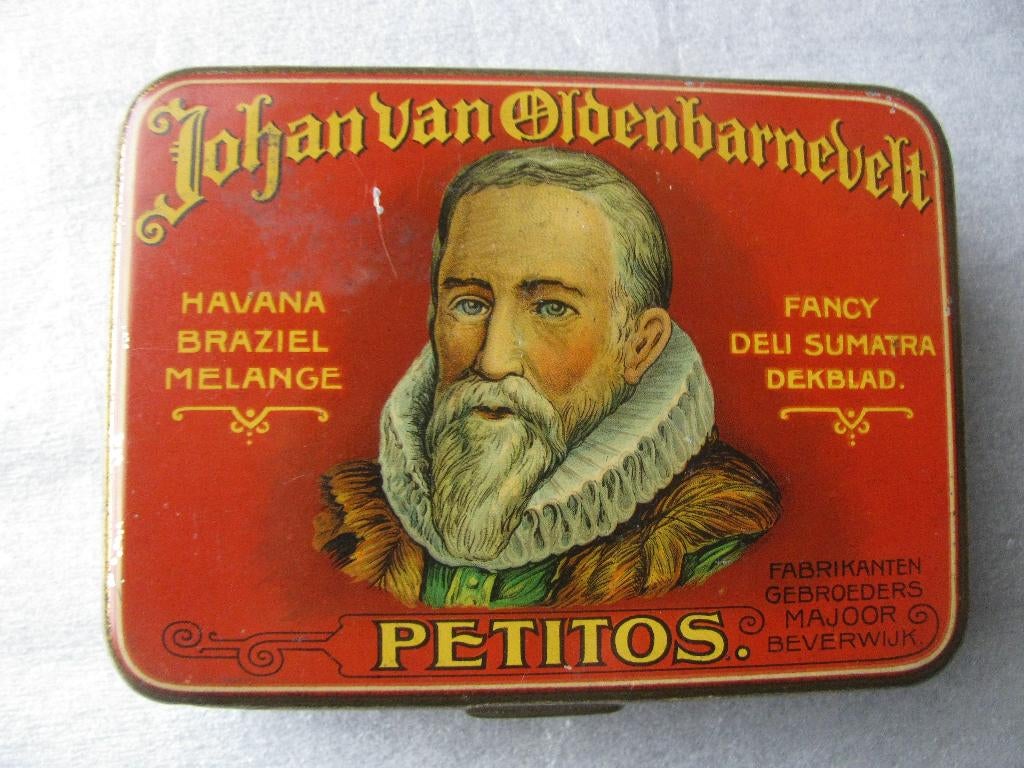 Johan van Oldenbarnevelt
HAVANA
BRAZIEL
MELANGE
FANCY
DELI SUMATRA
DEKBLAD.
PETITOS.
FABRIKANTEN
GEBROEDERS
MAJOOR
BEVERWIJK.